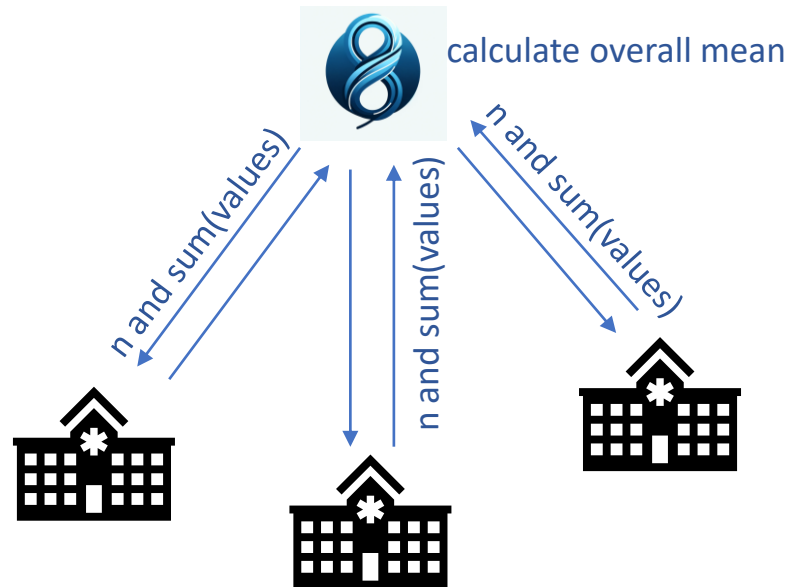 calculate overall mean
n and sum(values)
n and sum(values)
n and sum(values)